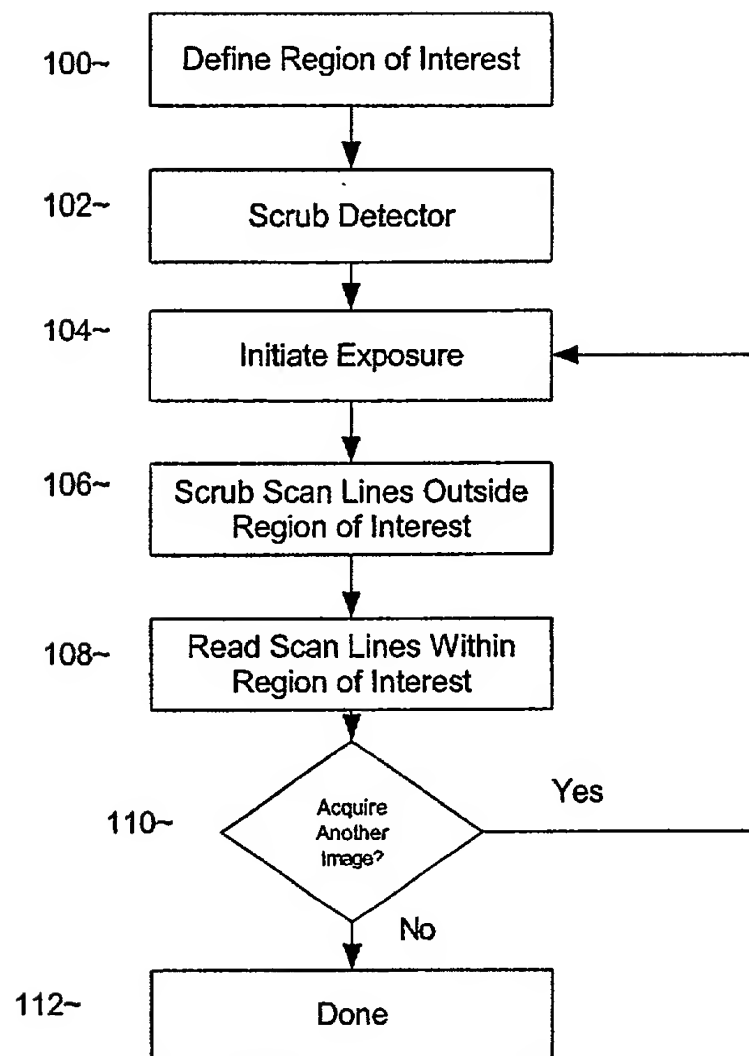 100~ Define Region of Interest
102~ Scrub Detector
104~ Initiate Exposure
106~ Scrub Scan Lines Outside
Region of Interest
108~ Read Scan Lines Within
Region of Interest
110~ Acquire
Another
Image?
Yes
No
112~ Done